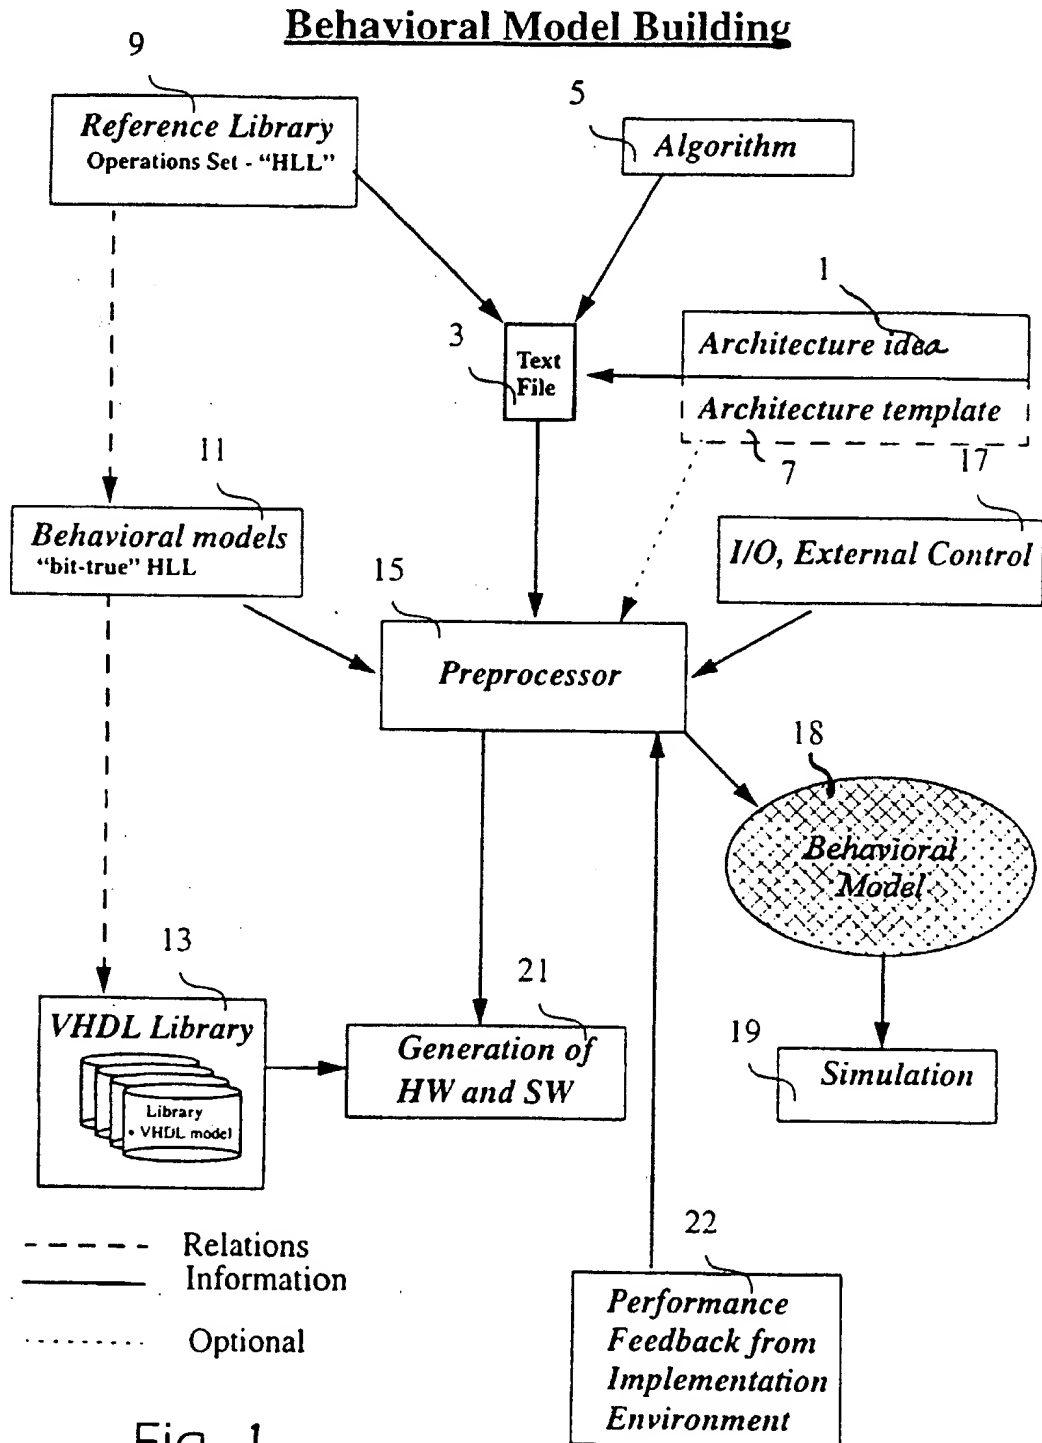 Behavioral Model Building
9
Reference Library
Operations Set - “HLL”
5
Algorithm
1
Architecture idea
Architecture template
7
3
Text
File
17
I/O, External Control
11
Behavioral models
“bit-true” HLL
15
Preprocessor
18
Behavioral
Model
13
VHDL Library
Library
• VHDL model
21
Generation of
HW and SW
19
Simulation
22
Performance
Feedback from
Implementation
Environment
Relations
Information
Optional
Fig. 1